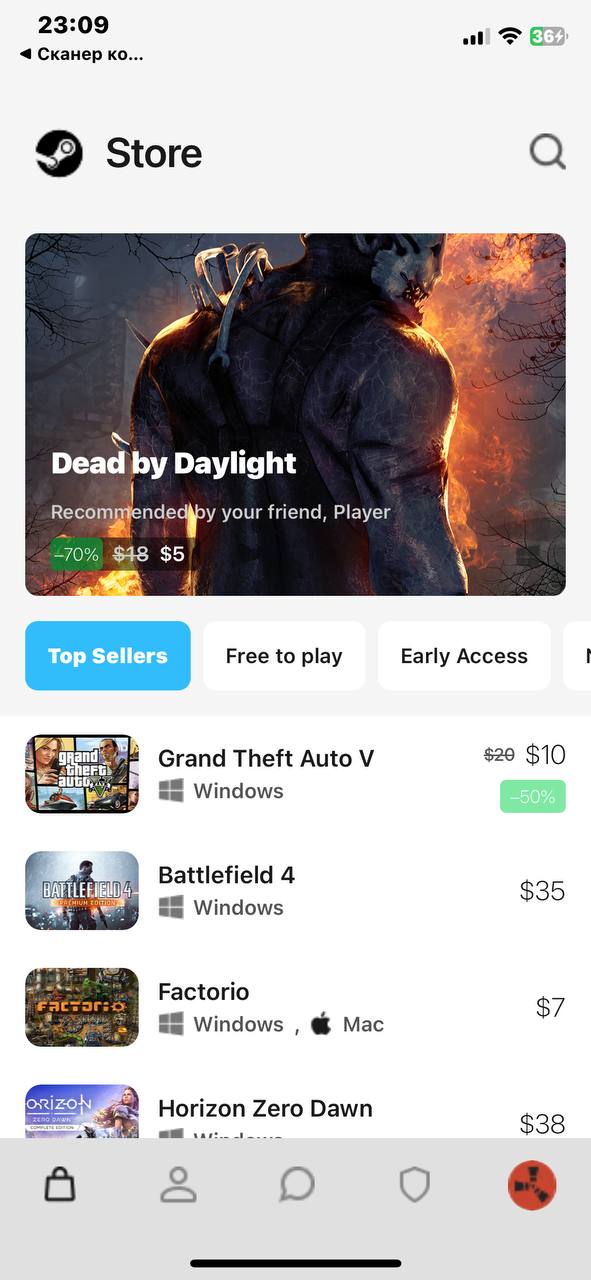 23:09
36
Сканер ко...
Store
Dead by Daylight
Recommended by your friend, Player
–70% $18 $5
Top Sellers
Free to play
Early Access
Grand Theft Auto V
$20 $10
Windows
–50%
grand
theft
auto
Battlefield 4
Windows
$35
BATTLEFIELD 4
PREMIUM EDITION
Factorio
Windows , Mac
$7
FACTORIO
Horizon Zero Dawn
Windows
$38
HORIZON
ZERO DAWN
COMPLETE EDITION